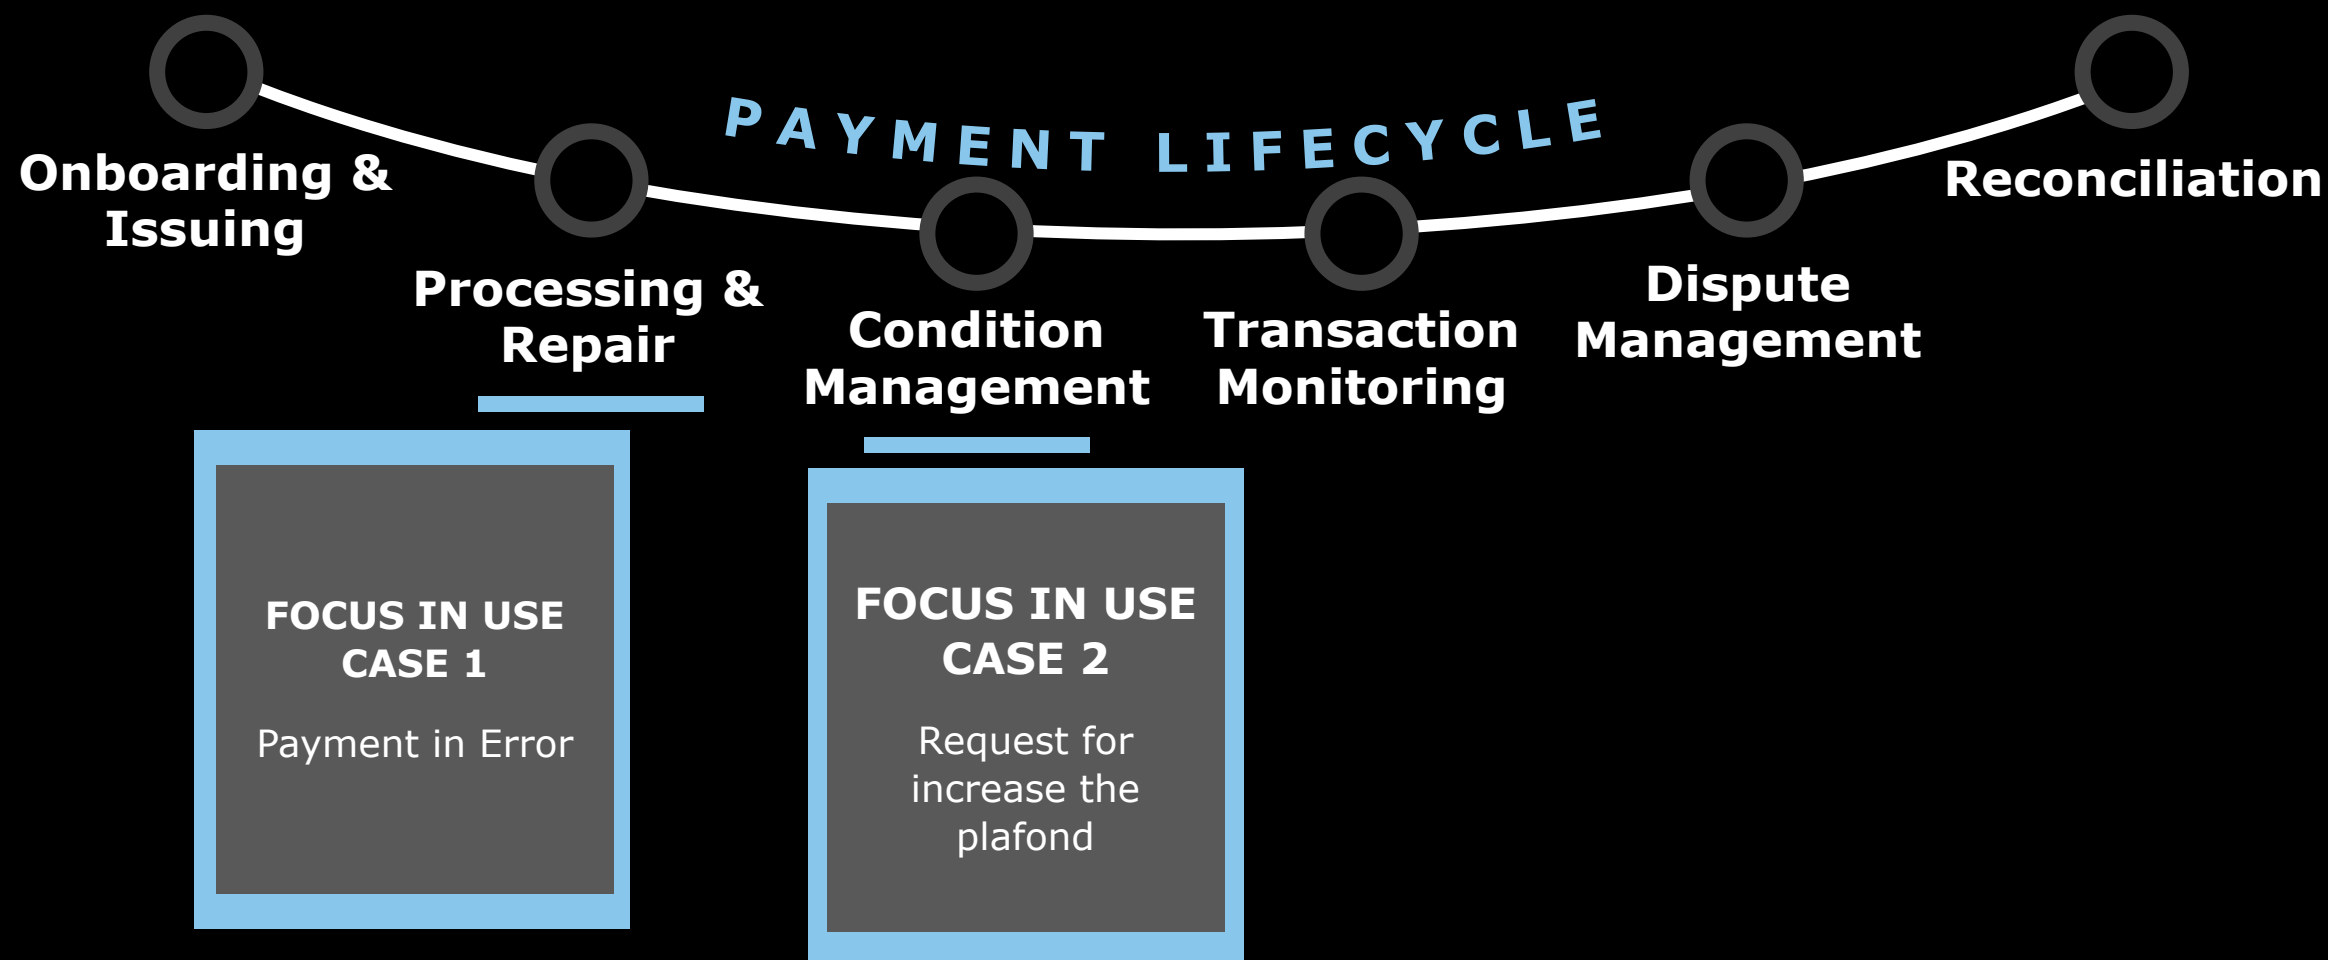 PAYMENT LIFECYCLE
Onboarding &
Issuing
Processing &
Repair
Condition
Management
Transaction
Monitoring
Dispute
Management
Reconciliation
FOCUS IN USE
CASE 1
Payment in Error
FOCUS IN USE
CASE 2
Request for
increase the
plafond